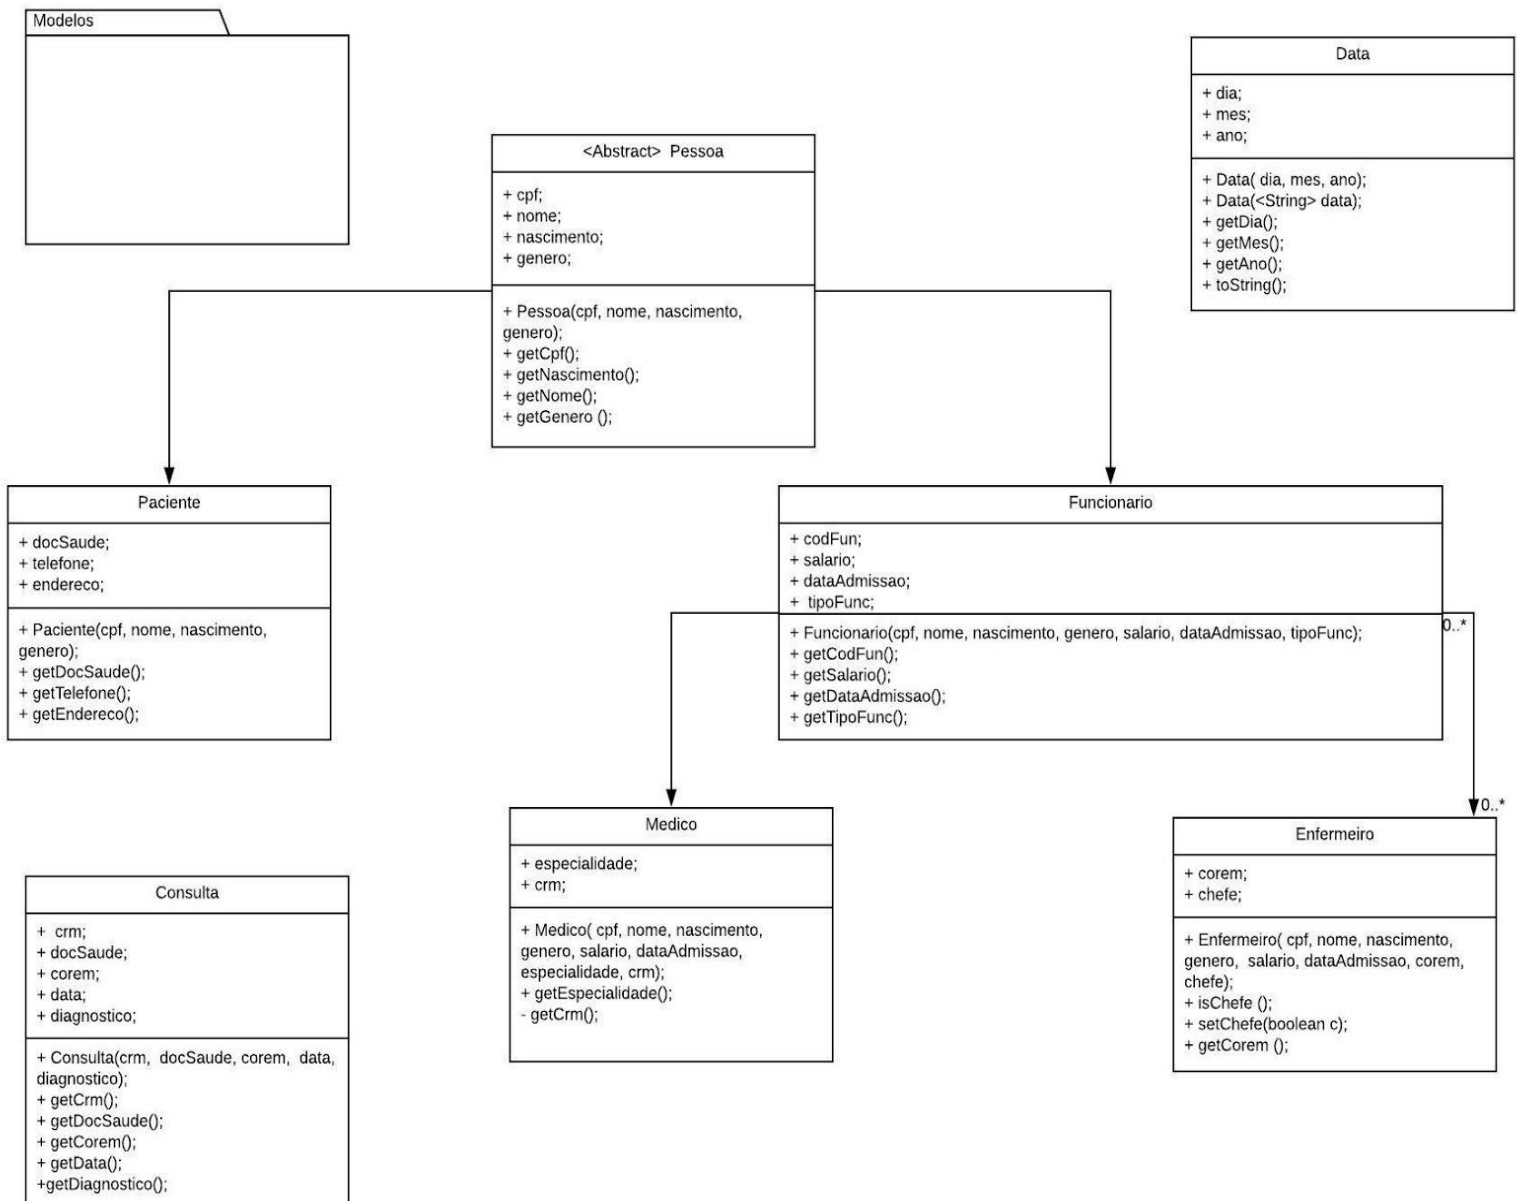 Modelos
Data
+ dia;
+ mes;
+ ano;
+ Data( dia, mes, ano);
+ Data(<String> data);
+ getDia();
+ getMes();
+ getAno();
+ toString();
<Abstract>  Pessoa
+ cpf;
+ nome;
+ nascimento;
+ genero;
+ Pessoa(cpf, nome, nascimento,
genero);
+ getCpf();
+ getNascimento();
+ getNome();
+ getGenero ();
Paciente
+ docSaude;
+ telefone;
+ endereco;
+ Paciente(cpf, nome, nascimento,
genero);
+ getDocSaude();
+ getTelefone();
+ getEndereco();
Funcionario
+ codFun;
+ salario;
+ dataAdmissao;
+  tipoFunc;
+ Funcionario(cpf, nome, nascimento, genero, salario, dataAdmissao, tipoFunc);
+ getCodFun();
+ getSalario();
+ getDataAdmissao();
+ getTipoFunc();
0..*
0..*
Medico
+ especialidade;
+ crm;
+ Medico( cpf, nome, nascimento,
genero, salario, dataAdmissao,
especialidade, crm);
+ getEspecialidade();
- getCrm();
Enfermeiro
+ corem;
+ chefe;
+ Enfermeiro( cpf, nome, nascimento,
genero,  salario, dataAdmissao, corem,
chefe);
+ isChefe ();
+ setChefe(boolean c);
+ getCorem ();
Consulta
+  crm;
+ docSaude;
+ corem;
+ data;
+ diagnostico;
+ Consulta(crm,  docSaude, corem,  data,
diagnostico);
+ getCrm();
+ getDocSaude();
+ getCorem();
+ getData();
+getDiagnostico();